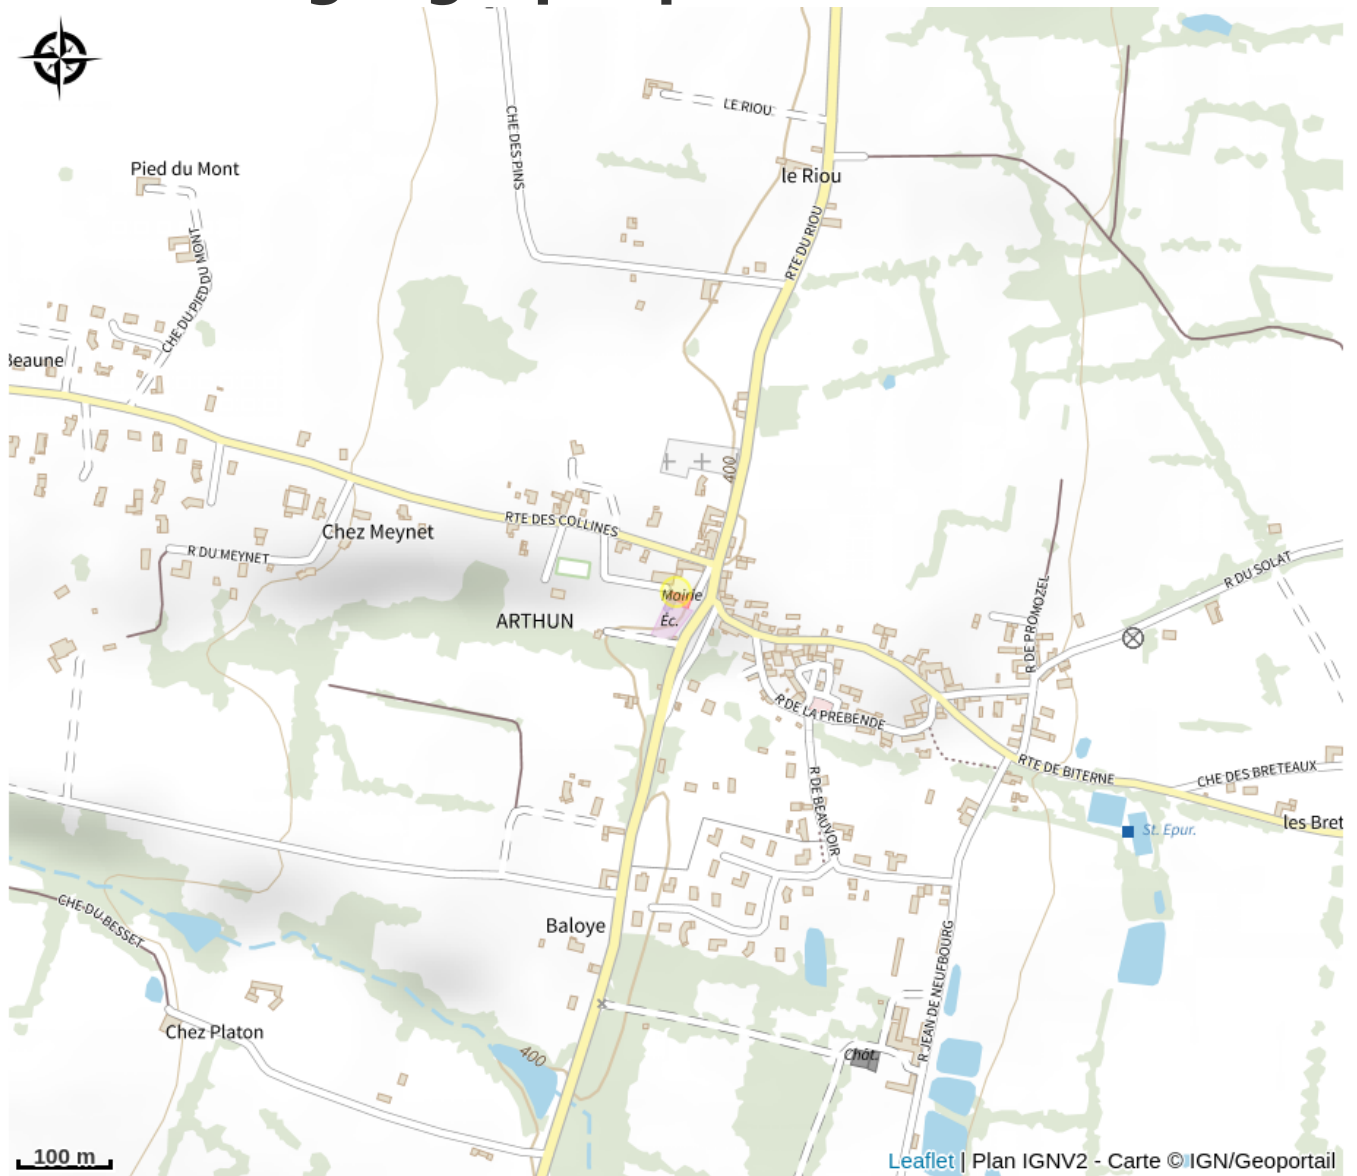 LE RIOU
CHE DES PINS
Pied du Mont
le Riou
RTE DU RIOU
CHE DU PIED DU MONT
Beaune
400
RTE DES COLLINES
Chez Meynet
R DU MEYNET
R DU SOLAT
Mairie
Éc.
ARTHUN
R DE PROMOZEL
R DE LA PREBENDE
RTE DE BITERNE
CHE DES BRETEAUX
R DE BEAUVOIR
les Bret
St. Epur.
CHE DU BESSET
Baloye
R JEAN DE NEUFBOURG
Chez Platon
400
Chât.
100 m
Leaflet | Plan IGNV2 - Carte © IGN/Geoportail